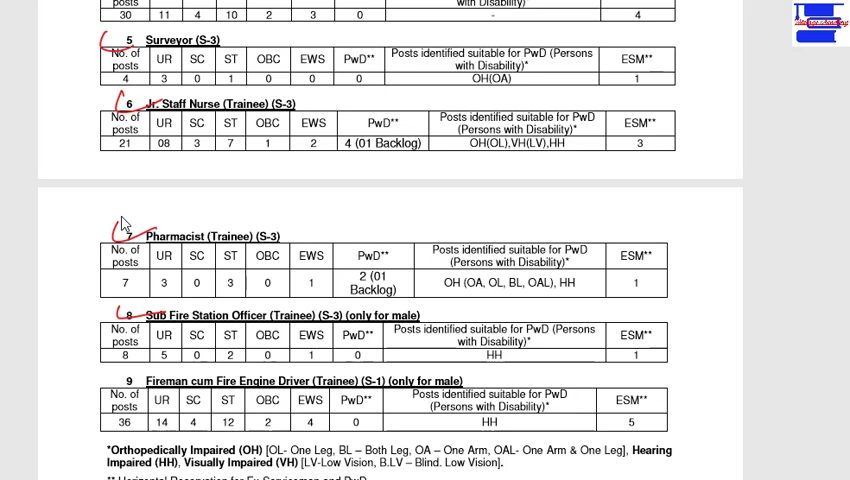 posts with Disability)*
30 11 4 10 2 3 0 - 4
5 Surveyor (S-3)
No. of posts UR SC ST OBC EWS PwD** Posts identified suitable for PwD (Persons with Disability)* ESM**
4 3 0 1 0 0 0 OH(OA) 1
6 Jr. Staff Nurse (Trainee) (S-3)
No. of posts UR SC ST OBC EWS PwD** Posts identified suitable for PwD (Persons with Disability)* ESM**
21 08 3 7 1 2 4 (01 Backlog) OH(OL),VH(LV),HH 3
7 Pharmacist (Trainee) (S-3)
No. of posts UR SC ST OBC EWS PwD** Posts identified suitable for PwD (Persons with Disability)* ESM**
7 3 0 3 0 1 2 (01 Backlog) OH (OA, OL, BL, OAL), HH 1
8 Sub Fire Station Officer (Trainee) (S-3) (only for male)
No. of posts UR SC ST OBC EWS PwD** Posts identified suitable for PwD (Persons with Disability)* ESM**
8 5 0 2 0 1 0 HH 1
9 Fireman cum Fire Engine Driver (Trainee) (S-1) (only for male)
No. of posts UR SC ST OBC EWS PwD** Posts identified suitable for PwD (Persons with Disability)* ESM**
36 14 4 12 2 4 0 HH 5
*Orthopedically Impaired (OH) [OL- One Leg, BL – Both Leg, OA – One Arm, OAL- One Arm & One Leg], Hearing
Impaired (HH), Visually Impaired (VH) [LV-Low Vision, B.LV – Blind. Low Vision].
** Horizontal Reservation for Ex-Serviceman and PwD